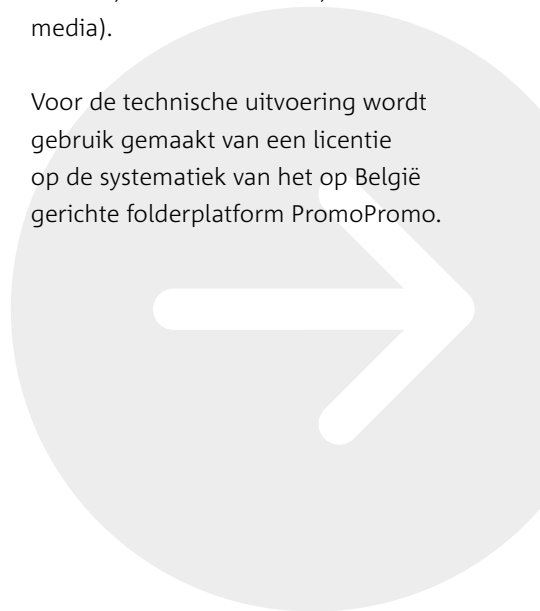 media).
Voor de technische uitvoering wordt
gebruik gemaakt van een licentie
op de systematiek van het op België
gerichte folderplatform PromoPromo.